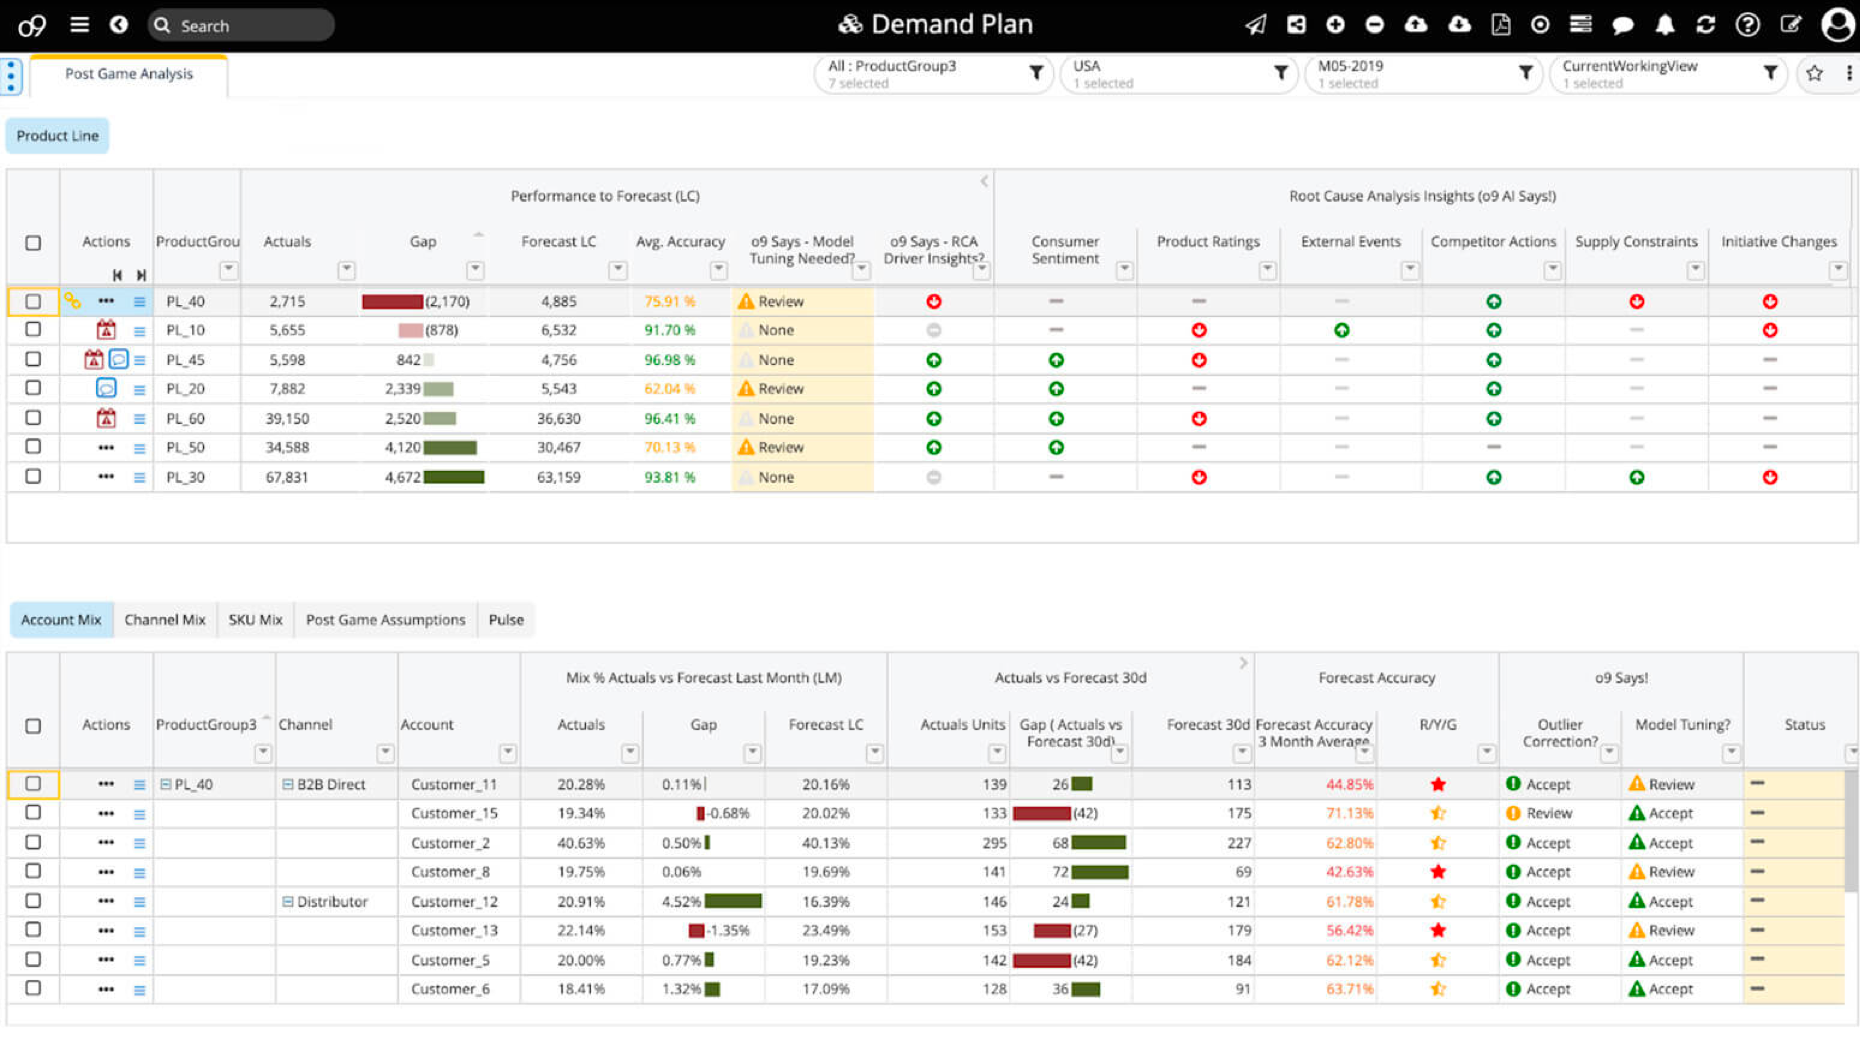 o9 Search Demand Plan
Post Game Analysis
All : ProductGroup3 USA M05-2019 CurrentWorkingView
7 selected 1 selected 1 selected 1 selected
Product Line
Performance to Forecast (LC) Root Cause Analysis Insights (o9 AI Says!)
Actions ProductGrou Actuals Gap Forecast LC Avg. Accuracy o9 Says - Model Tuning Needed? o9 Says - RCA Driver Insights? Consumer Sentiment Product Ratings External Events Competitor Actions Supply Constraints Initiative Changes
PL_40 2,715 (2,170) 4,885 75.91 % Review
PL_10 5,655 (878) 6,532 91.70 % None
PL_45 5,598 842 4,756 96.98 % None
PL_20 7,882 2,339 5,543 62.04 % Review
PL_60 39,150 2,520 36,630 96.41 % None
PL_50 34,588 4,120 30,467 70.13 % Review
PL_30 67,831 4,672 63,159 93.81 % None
Account Mix Channel Mix SKU Mix Post Game Assumptions Pulse
Mix % Actuals vs Forecast Last Month (LM) Actuals vs Forecast 30d Forecast Accuracy o9 Says!
Actions ProductGroup3 Channel Account Actuals Gap Forecast LC Actuals Units Gap ( Actuals vs Forecast 30d) Forecast 30d Forecast Accuracy 3 Month Average R/Y/G Outlier Correction? Model Tuning? Status
PL_40 B2B Direct Customer_11 20.28% 0.11% 20.16% 139 26 113 44.85% Accept Review
Customer_15 19.34% -0.68% 20.02% 133 (42) 175 71.13% Review Accept
Customer_2 40.63% 0.50% 40.13% 295 68 227 62.80% Accept Accept
Customer_8 19.75% 0.06% 19.69% 141 72 69 42.63% Accept Review
Distributor Customer_12 20.91% 4.52% 16.39% 146 24 121 61.78% Accept Accept
Customer_13 22.14% -1.35% 23.49% 153 (27) 179 56.42% Accept Review
Customer_5 20.00% 0.77% 19.23% 142 (42) 184 62.12% Accept Accept
Customer_6 18.41% 1.32% 17.09% 128 36 91 63.71% Accept Accept